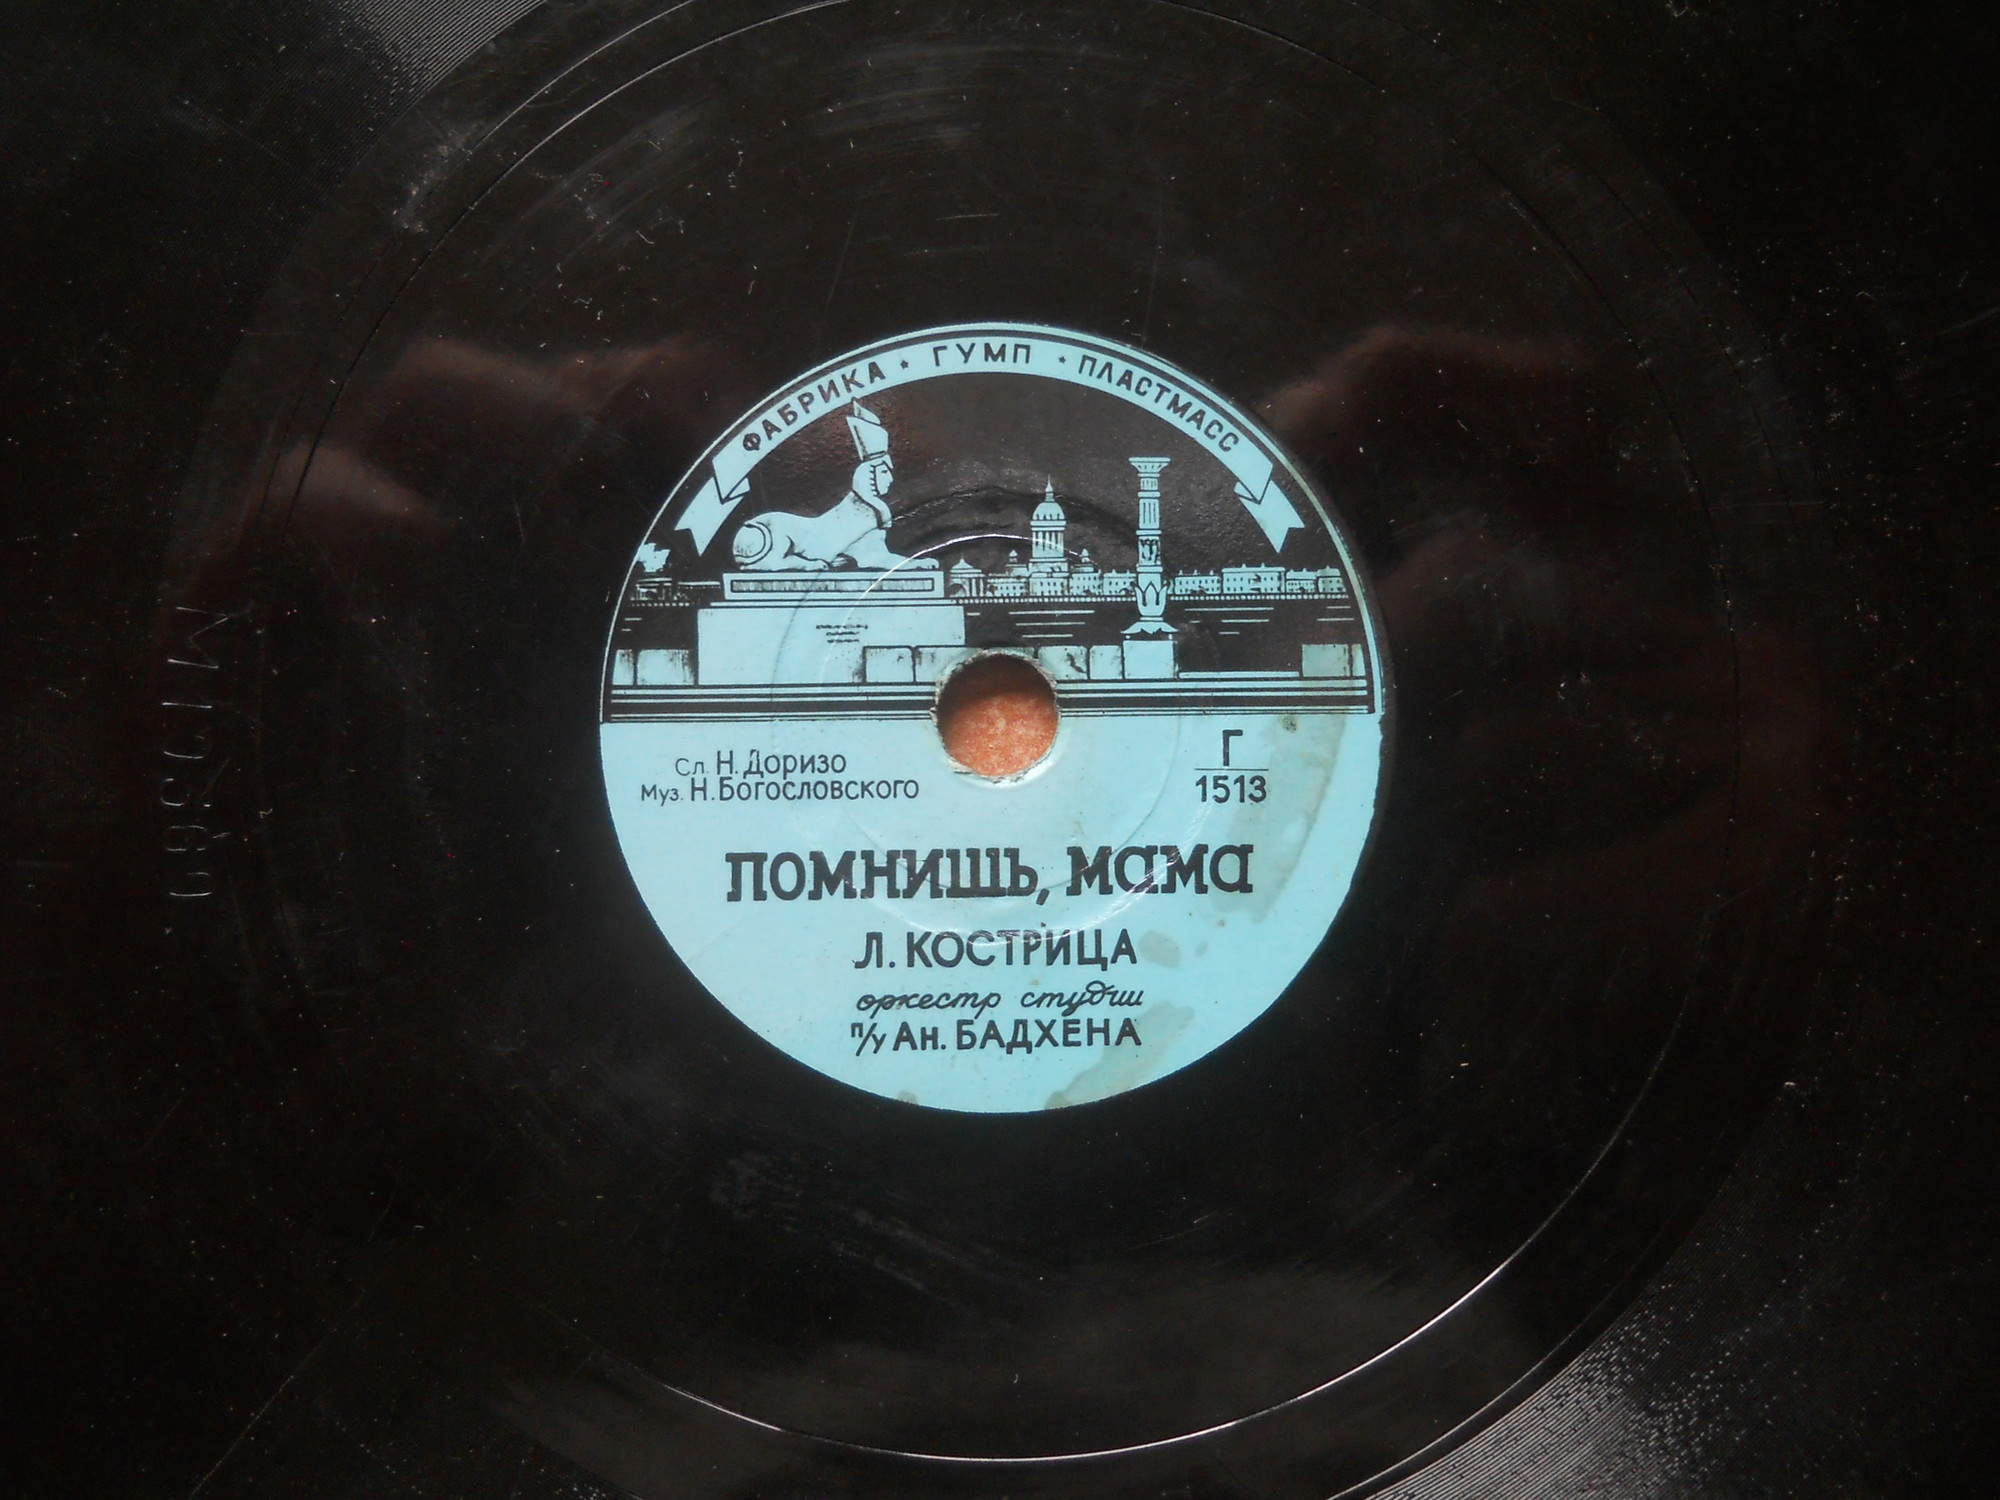 ФАБРИКА ★ ГУМП ★ ПЛАСТМАСС
Сл. Н. Доризо
Муз. Н. Богословского
Г
1513
ПОМНИШЬ, МАМА
Л. КОСТРИЦА
оркестр студии
п/у Ан. БАДХЕНА